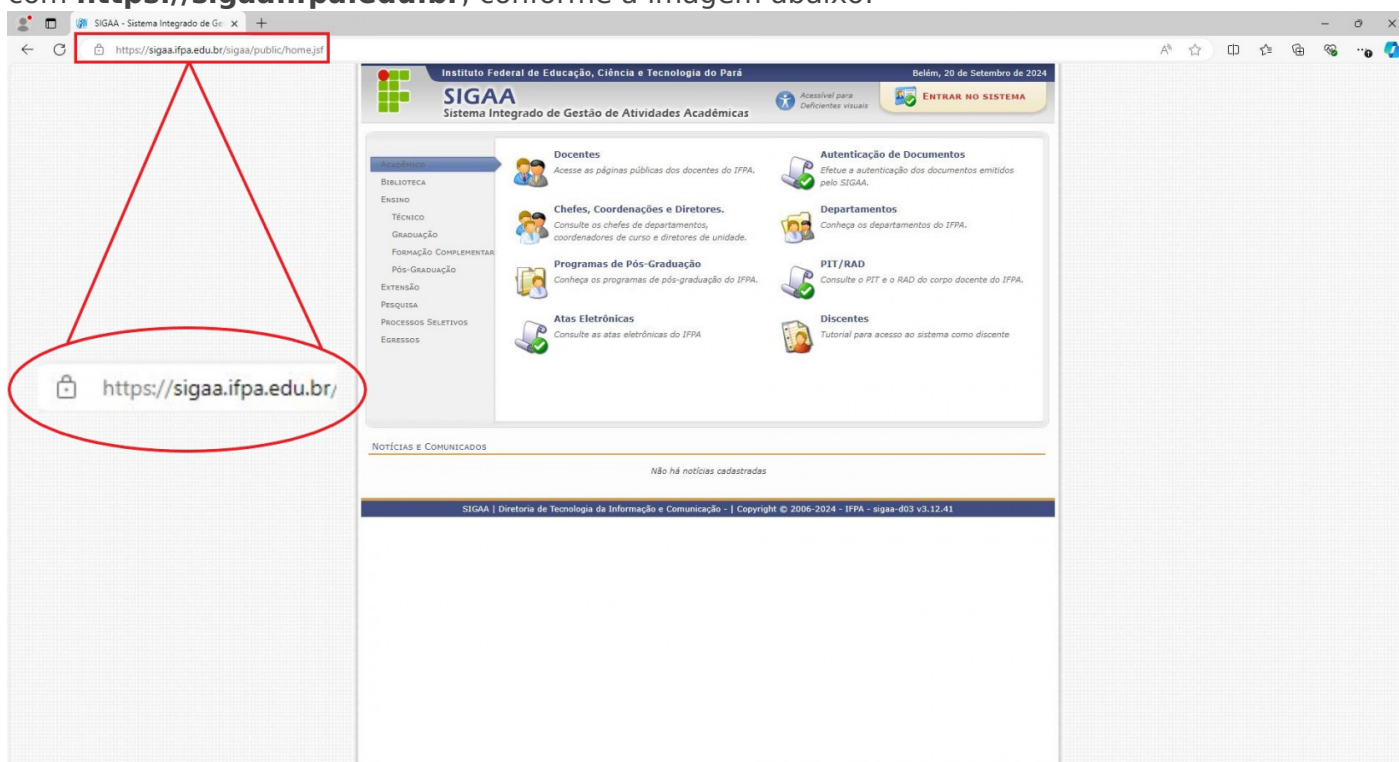 com https://sigaa.ifpa.edu.br, conforme a imagem abaixo:
SIGAA - Sistema Integrado de Ge
https://sigaa.ifpa.edu.br/sigaa/public/home.jsf
Instituto Federal de Educação, Ciência e Tecnologia do Pará
Belém, 20 de Setembro de 2024
SIGAA
Sistema Integrado de Gestão de Atividades Acadêmicas
Acessível para
Deficientes visuais
ENTRAR NO SISTEMA
ACADÊMICO
BIBLIOTECA
ENSINO
TÉCNICO
GRADUAÇÃO
FORMAÇÃO COMPLEMENTAR
PÓS-GRADUAÇÃO
EXTENSÃO
PESQUISA
PROCESSOS SELETIVOS
EGRESSOS
Docentes
Acesse as páginas públicas dos docentes do IFPA.
Autenticação de Documentos
Efetue a autenticação dos documentos emitidos
pelo SIGAA.
Chefes, Coordenações e Diretores.
Consulte os chefes de departamentos,
coordenadores de curso e diretores de unidade.
Departamentos
Conheça os departamentos do IFPA.
Programas de Pós-Graduação
Conheça os programas de pós-graduação do IFPA.
PIT/RAD
Consulte o PIT e o RAD do corpo docente do IFPA.
Atas Eletrônicas
Consulte as atas eletrônicas do IFPA
Discentes
Tutorial para acesso ao sistema como discente
https://sigaa.ifpa.edu.br/
NOTÍCIAS E COMUNICADOS
Não há notícias cadastradas
SIGAA | Diretoria de Tecnologia da Informação e Comunicação - | Copyright © 2006-2024 - IFPA - sigaa-d03 v3.12.41